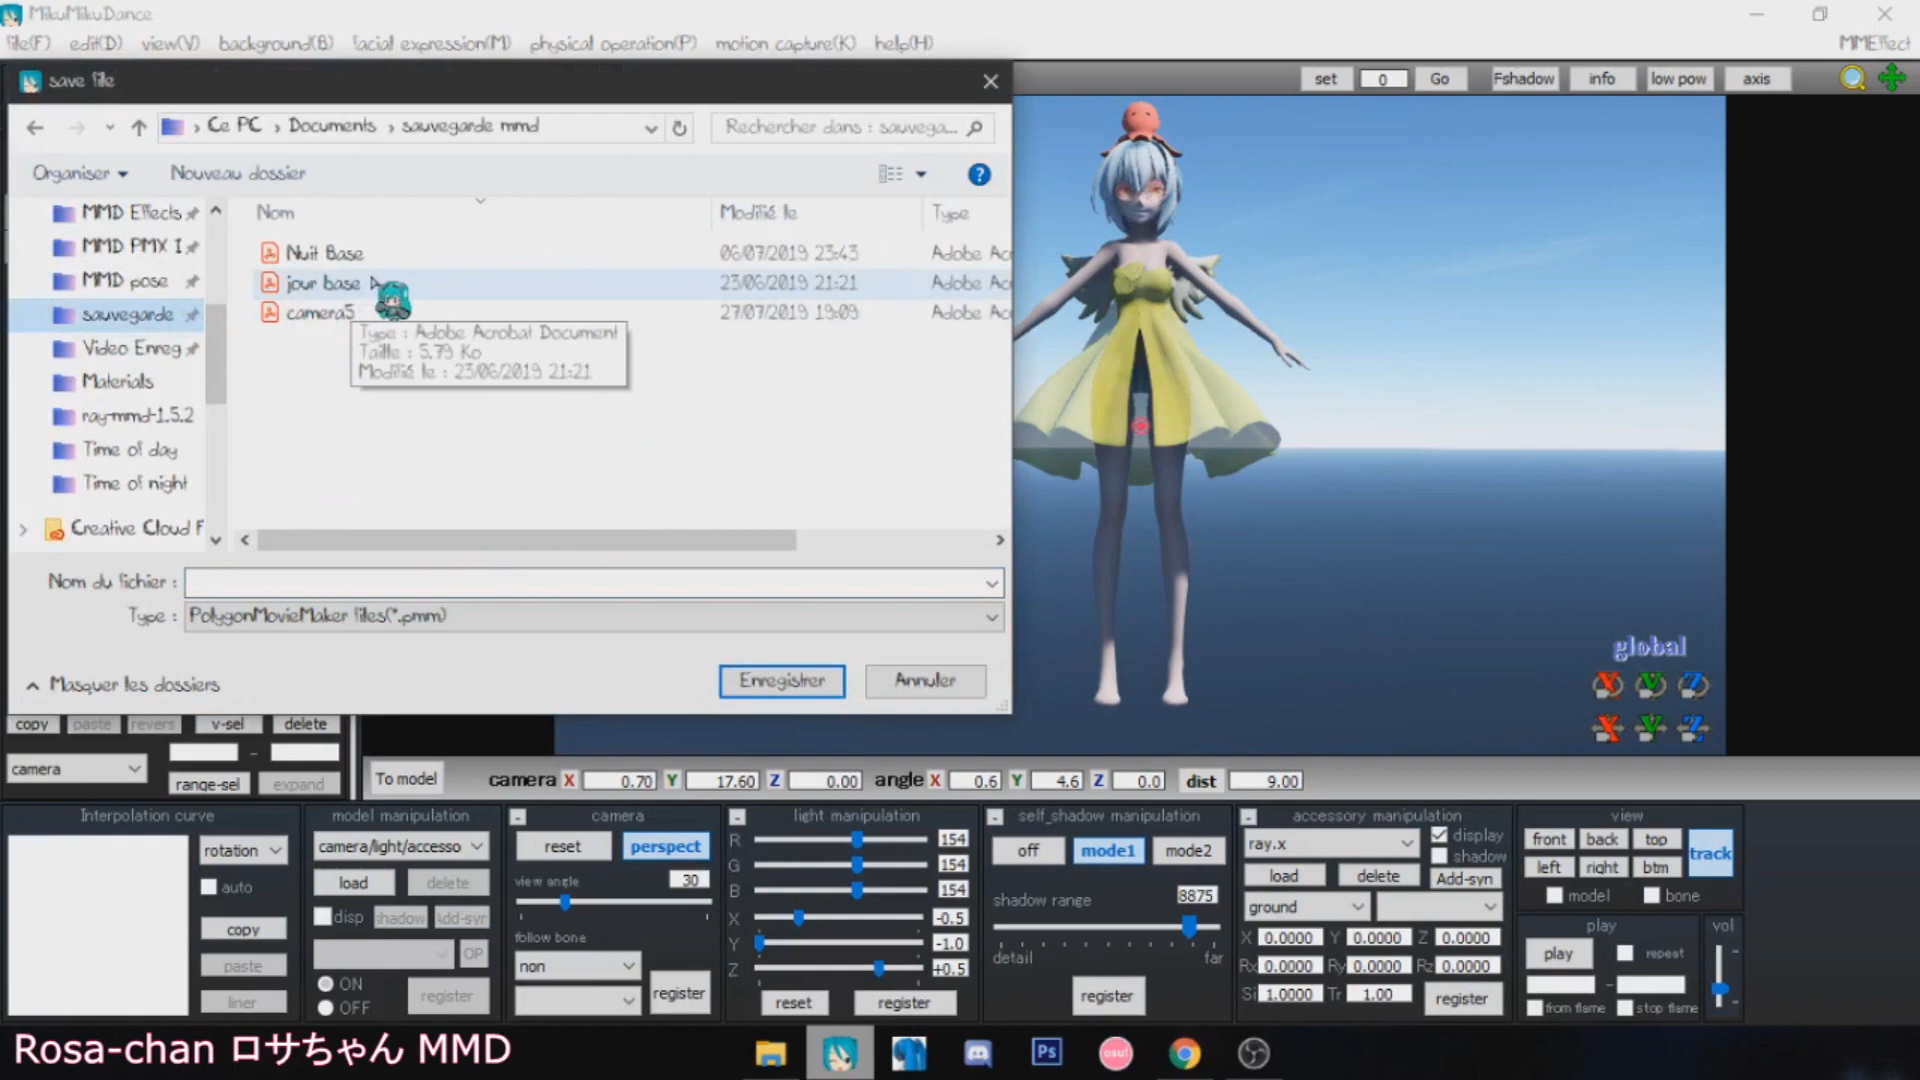 MikuMikuDance
file(F) edit(D) view(V) background(B) facial expression(M) physical operation(P) motion capture(K) help(H) MMEffect
save file
set 0 Go Fshadow info low pow axis
Ce PC Documents sauvegarde mmd
Rechercher dans : sauvega...
Organiser Nouveau dossier
Nom Modifié le Type
MMD Effects
MMD PMX I
MMD pose
sauvegarde
Video Enreg
Materials
ray-mmd-1.5.2
Time of day
Time of night
Creative Cloud F
Nuit Base 06/07/2019 23:43 Adobe Ac
jour base 23/06/2019 21:21 Adobe Ac
camera5 27/07/2019 19:09 Adobe Ac
Type : Adobe Acrobat Document
Taille : 5,79 Ko
Modifié le : 23/06/2019 21:21
Nom du fichier :
Type : PolygonMovieMaker files(*.pmm)
Masquer les dossiers
Enregistrer Annuler
global
X Y Z
X Y Z
copy paste revers v-sel delete
camera -
range-sel expand
To model camera X 0.70 Y 17.60 Z 0.00 angle X 0.6 Y 4.6 Z 0.0 dist 9.00
Interpolation curve
rotation
auto
copy
paste
liner
model manipulation
camera/light/accesso
load delete
disp shadow Add-syr
OP
ON
OFF
register
- camera
reset perspect
view angle 30
follow bone
non
register
- light manipulation
R 154
G 154
B 154
X -0.5
Y -1.0
Z +0.5
reset register
- self_shadow manipulation
off mode1 mode2
shadow range 8875
detail far
register
- accessory manipulation
ray.x display
shadow
load delete Add-syn
ground
X 0.0000 Y 0.0000 Z 0.0000
Rx 0.0000 Ry 0.0000 Rz 0.0000
Si 1.0000 Tr 1.00 register
view
front back top
track
left right btm
model bone
play
play repeat
-
from flame stop flame
vol
Rosa-chan ロサちゃん MMD
Ps
osu!